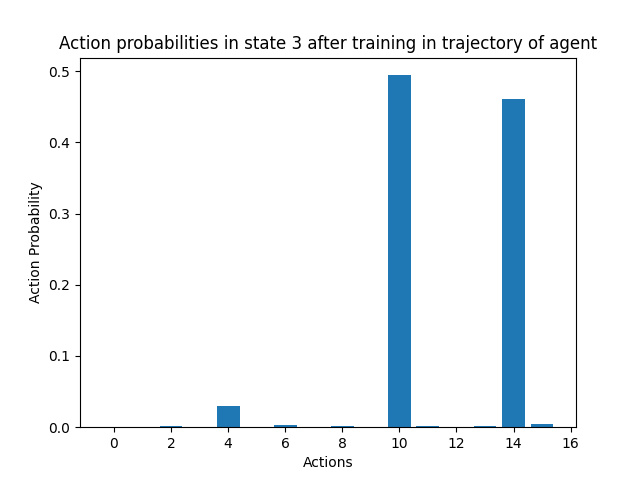 Action probabilities in state 3 after training in trajectory of agent
0.5
0.4
0.3
0.2
0.1
0.0
Action Probability
0 2 4 6 8 10 12 14 16
Actions